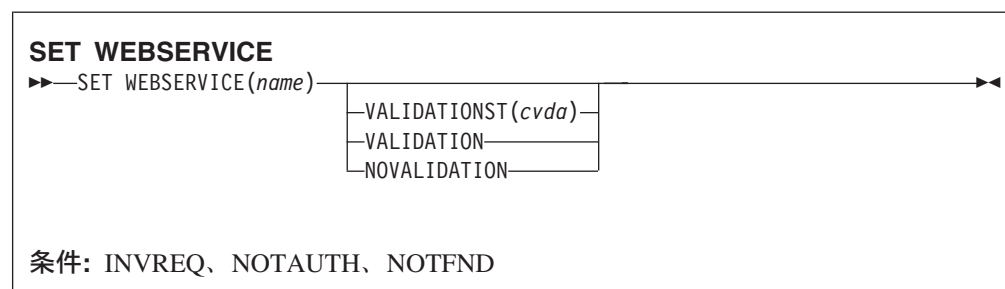 SET WEBSERVICE
SET WEBSERVICE(name)
VALIDATIONST(cvda)
VALIDATION
NOVALIDATION
条件: INVREQ、NOTAUTH、NOTFND